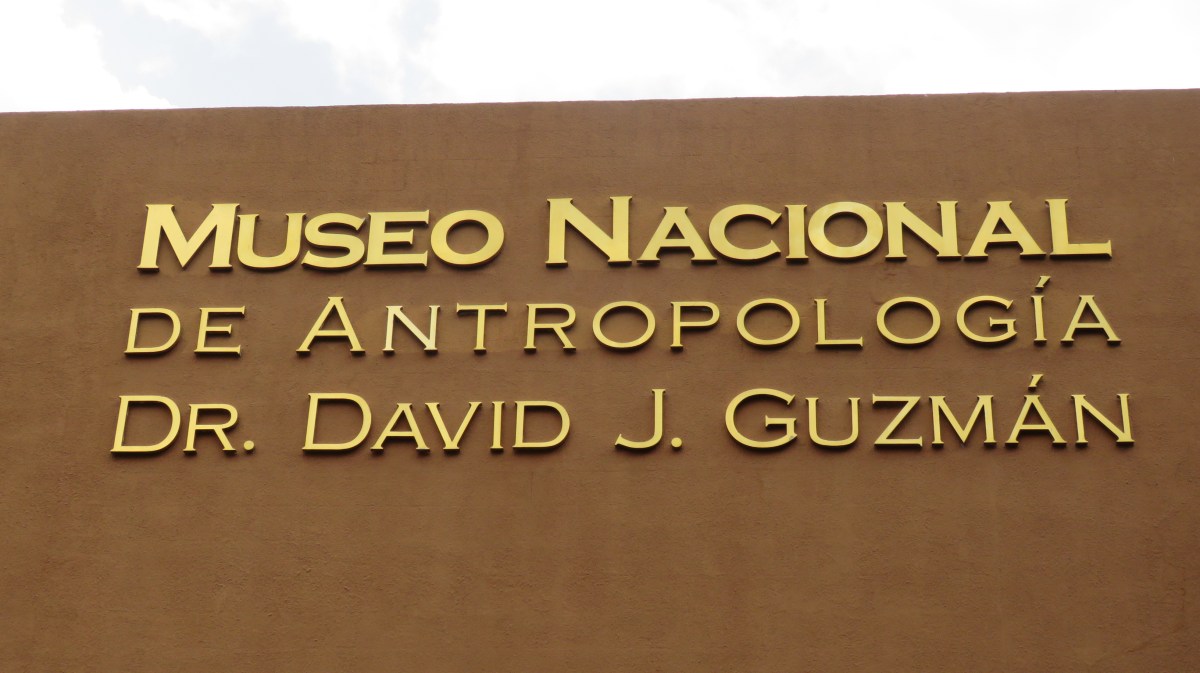 MUSEO NACIONAL
DE ANTROPOLOGÍA
DR. DAVID J. GUZMÁN